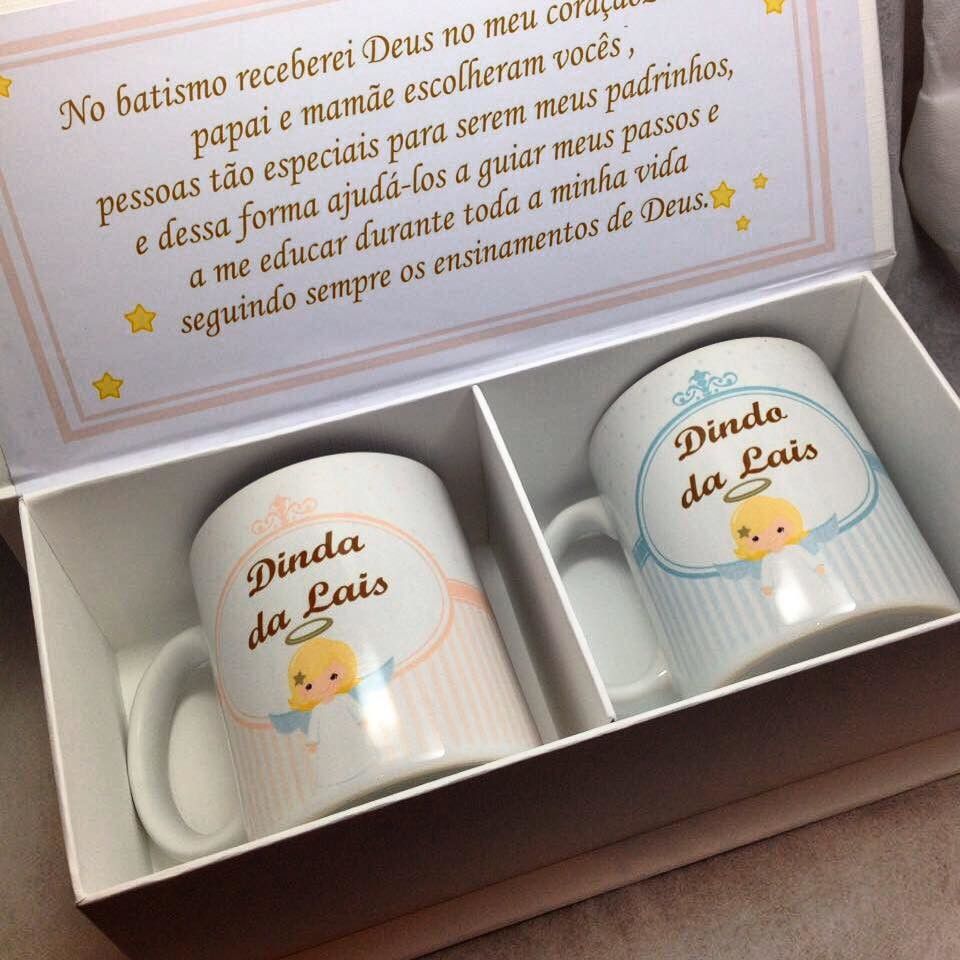 No batismo receberei Deus no meu coração
papai e mamãe escolheram vocês ,
pessoas tão especiais para serem meus padrinhos,
e dessa forma ajudá-los a guiar meus passos e
a me educar durante toda a minha vida
seguindo sempre os ensinamentos de Deus.
Dinda
da Lais
Dindo
da Lais